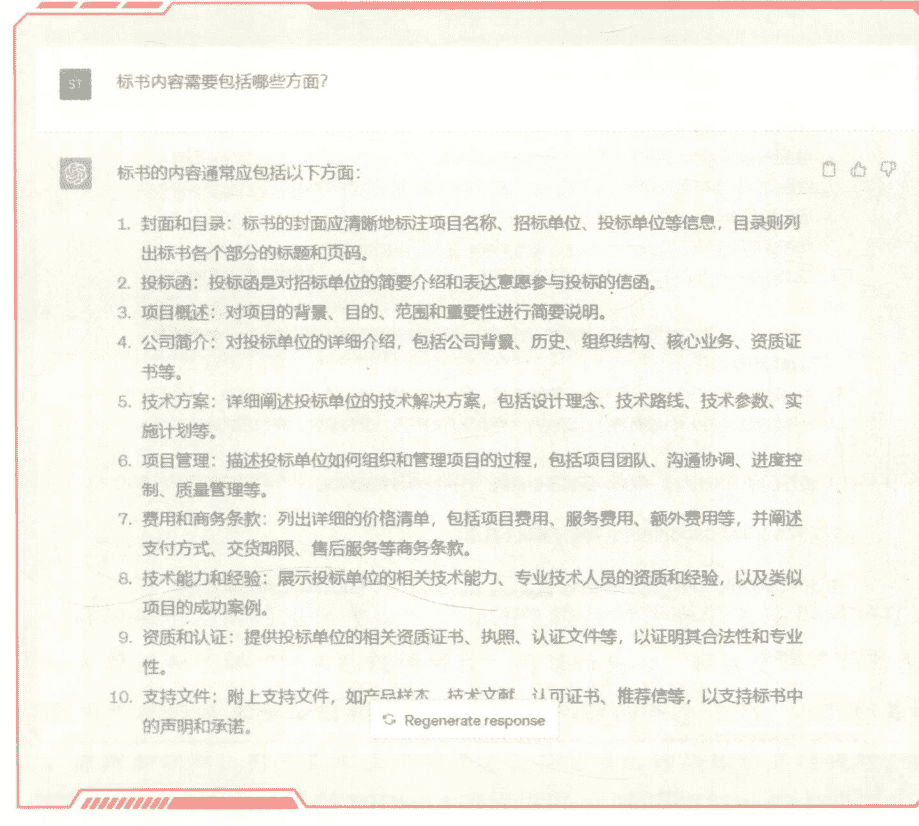 ST
标书内容需要包括哪些方面?
标书的内容通常应包括以下方面:
1. 封面和目录:标书的封面应清晰地标注项目名称、招标单位、投标单位等信息,目录则列
出标书各个部分的标题和页码。
2. 投标函:投标函是对招标单位的简要介绍和表达意愿参与投标的信函。
3. 项目概述:对项目的背景、目的、范围和重要性进行简要说明。
4. 公司简介:对投标单位的详细介绍,包括公司背景、历史、组织结构、核心业务、资质证
书等。
5. 技术方案:详细阐述投标单位的技术解决方案,包括设计理念、技术路线、技术参数、实
施计划等。
6. 项目管理:描述投标单位如何组织和管理项目的过程,包括项目团队、沟通协调、进度控
制、质量管理等。
7. 费用和商务条款:列出详细的价格清单,包括项目费用、服务费用、额外费用等,并阐述
支付方式、交货期限、售后服务等商务条款。
8. 技术能力和经验:展示投标单位的相关技术能力、专业技术人员的资质和经验,以及类似
项目的成功案例。
9. 资质和认证:提供投标单位的相关资质证书、执照、认证文件等,以证明其合法性和专业
性。
10. 支持文件:附上支持文件,如产品样本、技术文献、认可证书、推荐信等,以支持标书中
的声明和承诺。
Regenerate response